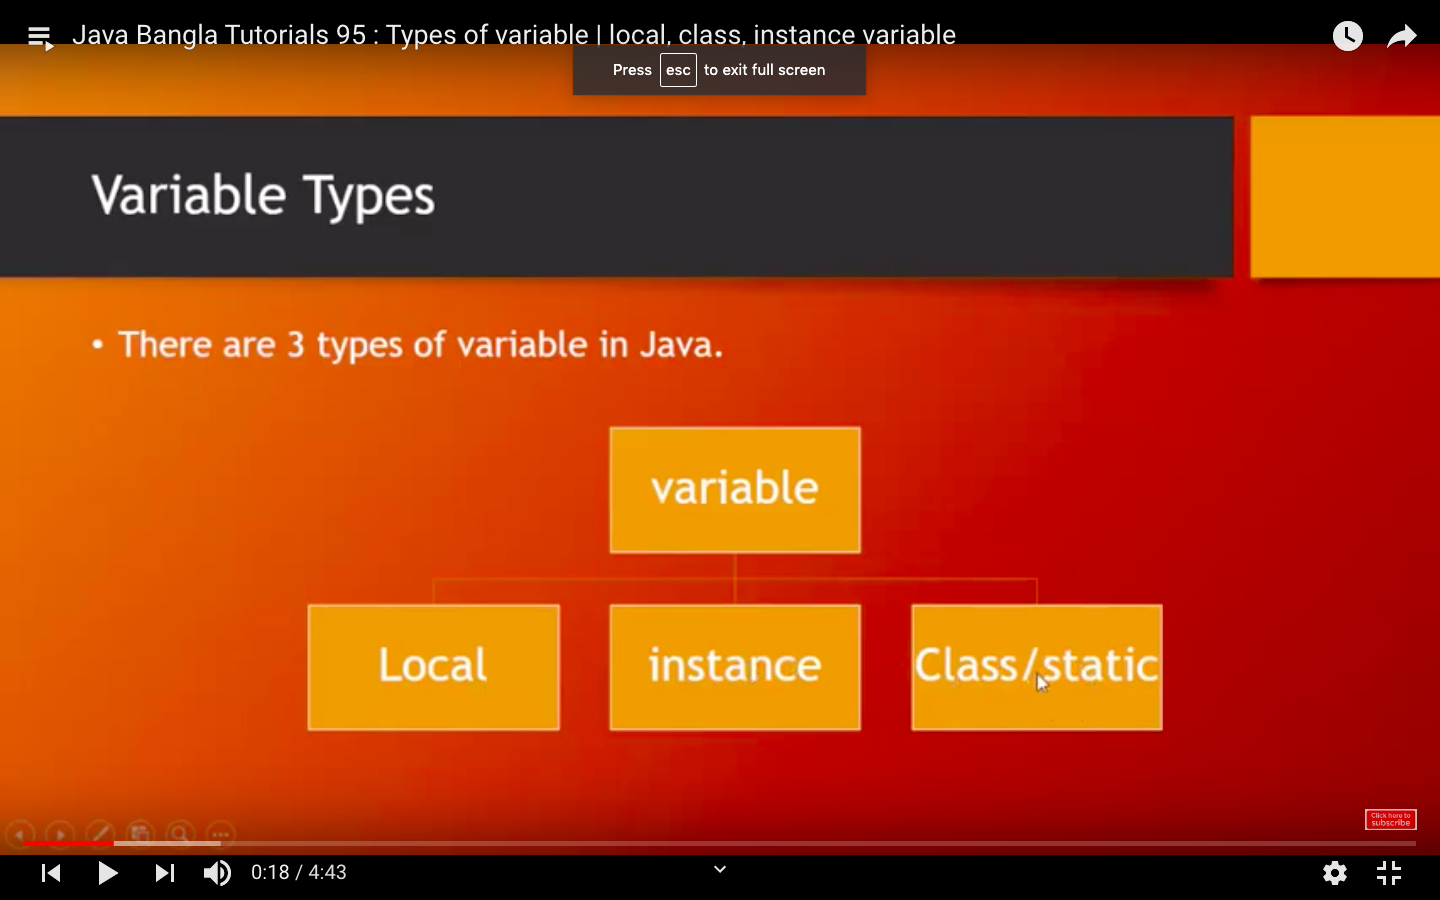 Java Bangla Tutorials 95 : Types of variable | local, class, instance variable
Press esc to exit full screen
Variable Types
• There are 3 types of variable in Java.
variable
Local
instance
Class/static
Click here to
subscribe
0:18 / 4:43